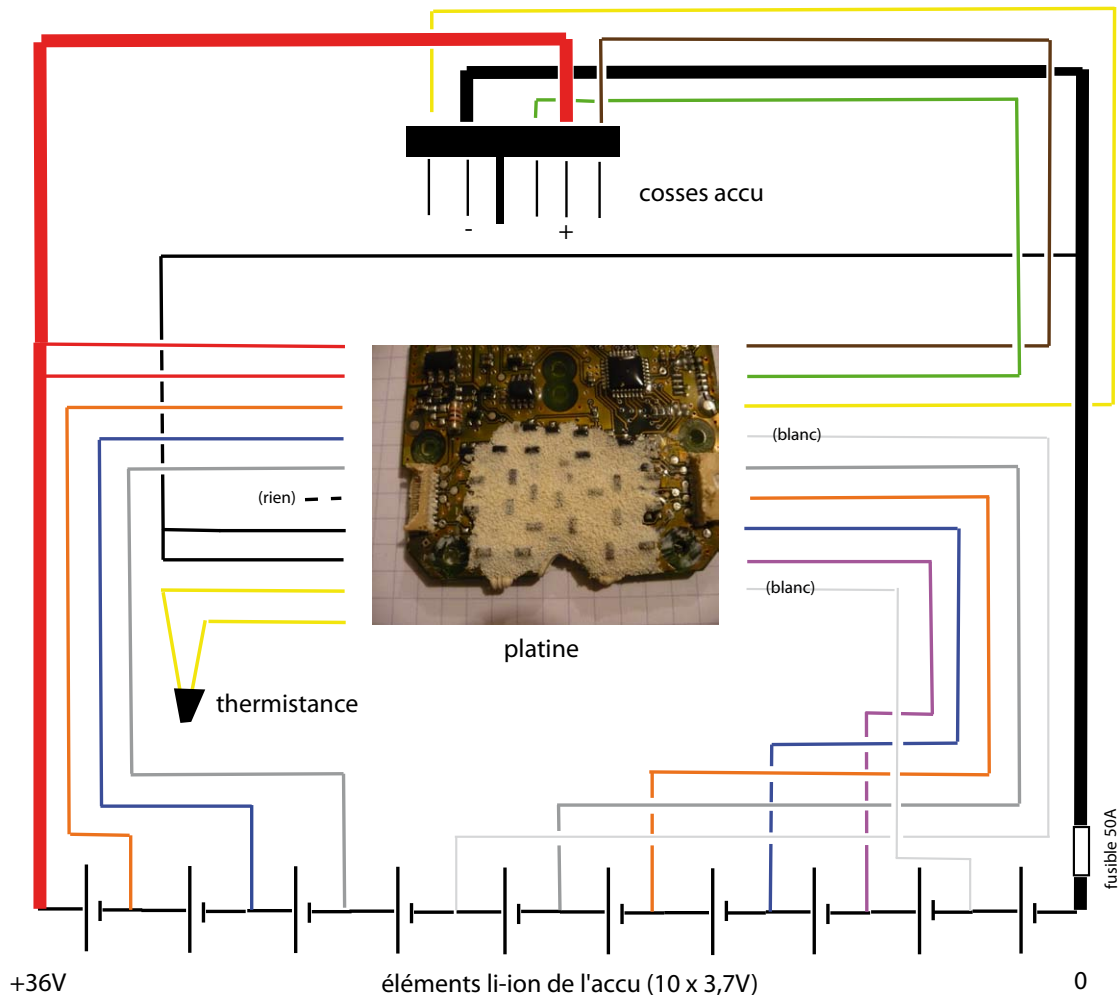 cosses accu
- +
(blanc)
(rien)
(blanc)
platine
thermistance
fusible 50A
+36V éléments li-ion de l'accu (10 x 3,7V) 0